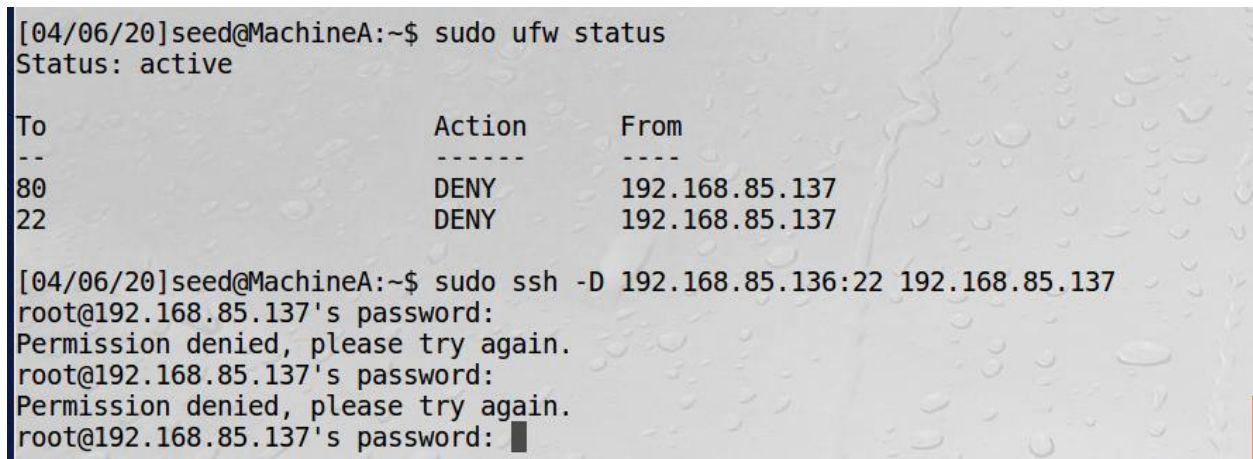 [04/06/20]seed@MachineA:~$ sudo ufw status
Status: active
To Action From
-- ------ ----
80 DENY 192.168.85.137
22 DENY 192.168.85.137
[04/06/20]seed@MachineA:~$ sudo ssh -D 192.168.85.136:22 192.168.85.137
root@192.168.85.137's password:
Permission denied, please try again.
root@192.168.85.137's password:
Permission denied, please try again.
root@192.168.85.137's password: